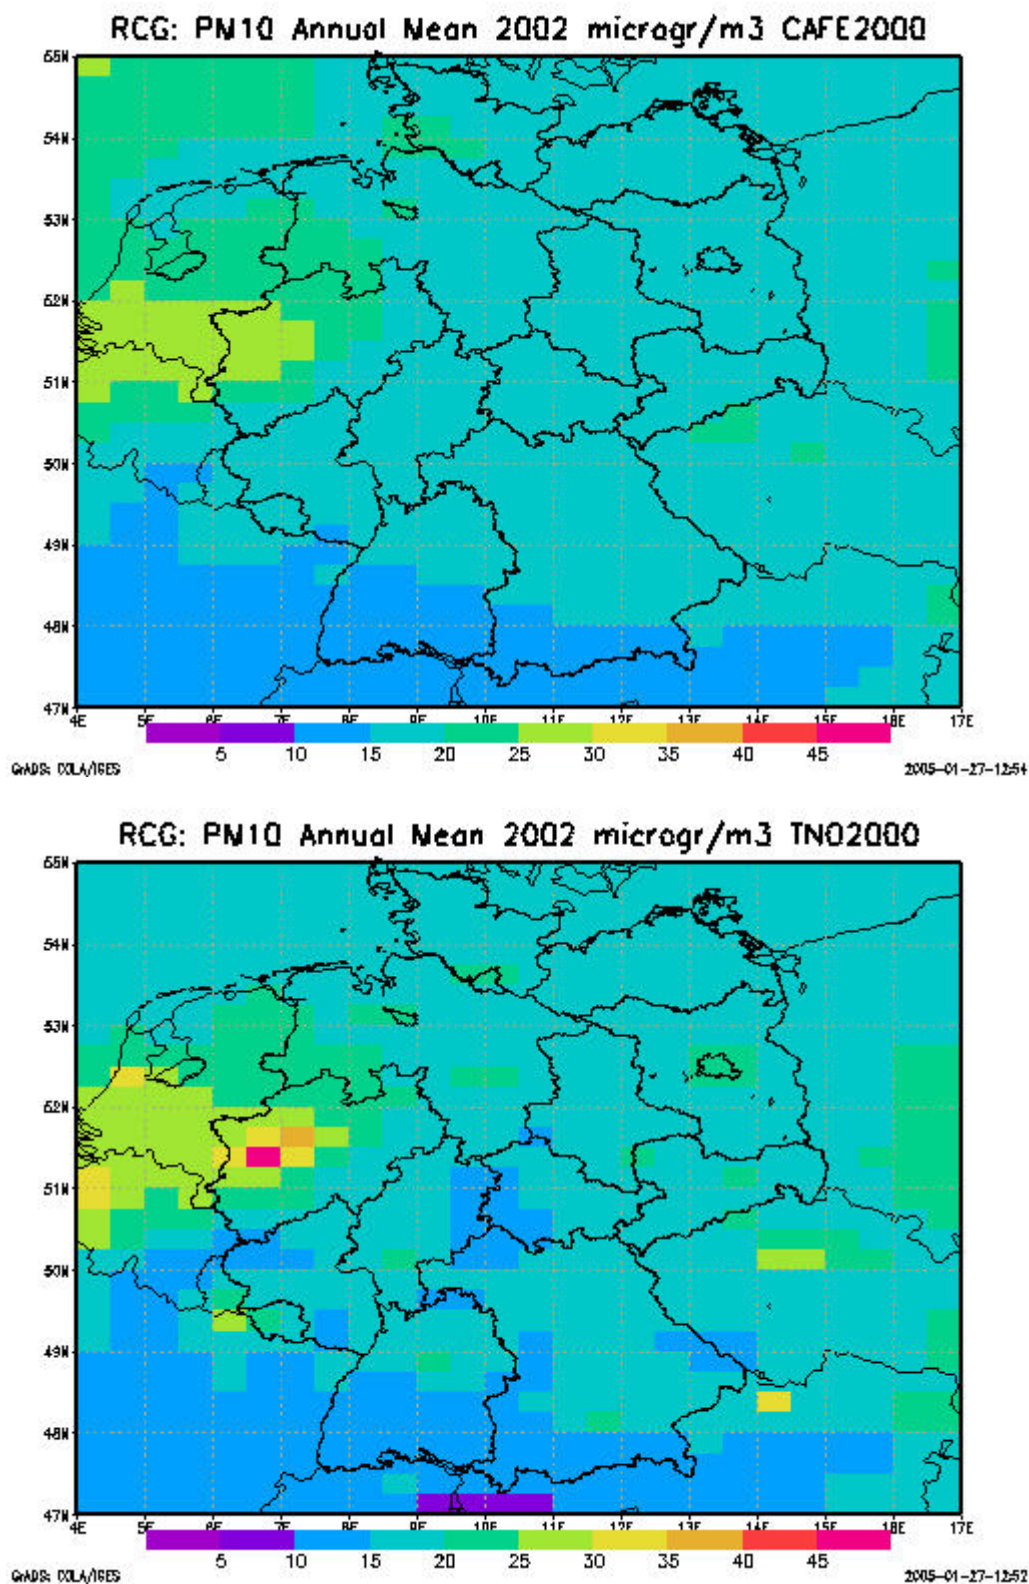 RCG: PM10 Annual Mean 2002 microgr/m3 CAFE2000
55N
54N
53N
52N
51N
50N
49N
48N
47N
4E 5E 6E 7E 8E 9E 10E 11E 12E 13E 14E 15E 16E 17E
5 10 15 20 25 30 35 40 45
GrADS: COLA/IGES 2005-01-27-12:54
RCG: PM10 Annual Mean 2002 microgr/m3 TNO2000
55N
54N
53N
52N
51N
50N
49N
48N
47N
4E 5E 6E 7E 8E 9E 10E 11E 12E 13E 14E 15E 16E 17E
5 10 15 20 25 30 35 40 45
GrADS: COLA/IGES 2005-01-27-12:52